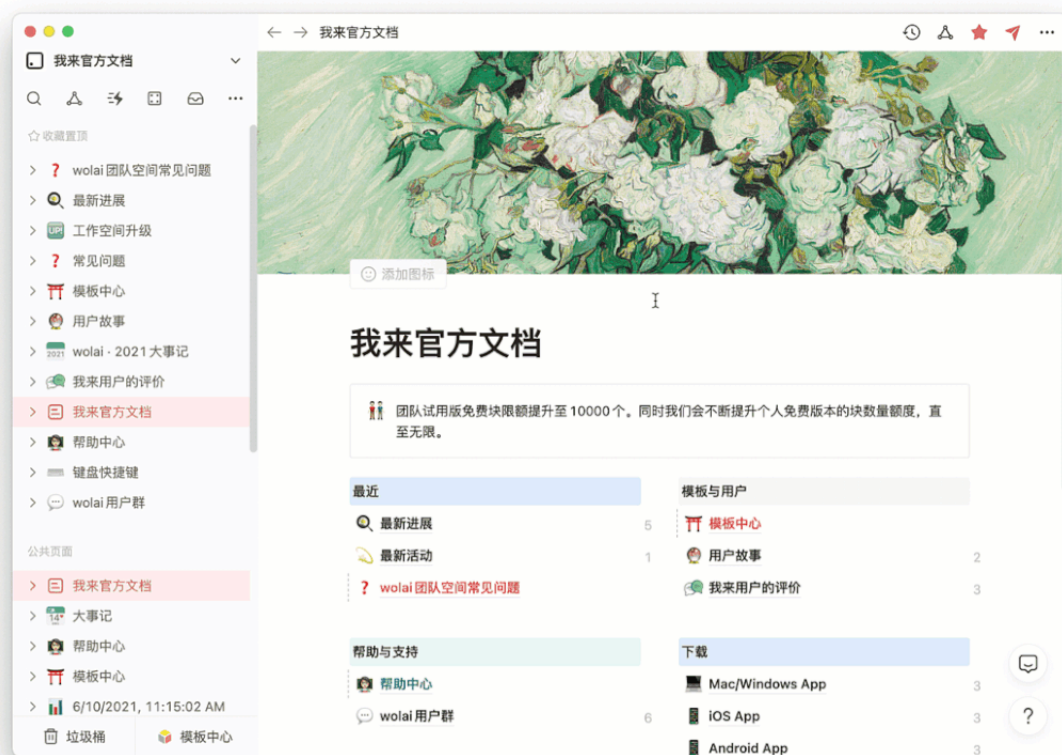 我来官方文档
我来官方文档
收藏置顶
wolai 团队空间常见问题
最新进展
UP!
工作空间升级
常见问题
模板中心
用户故事
2021
wolai · 2021 大事记
我来用户的评价
我来官方文档
帮助中心
键盘快捷键
wolai 用户群
公共页面
我来官方文档
14
大事记
帮助中心
模板中心
6/10/2021, 11:15:02 AM
垃圾桶
模板中心
添加图标
我来官方文档
团队试用版免费块限额提升至 10000 个。同时我们会不断提升个人免费版本的块数量额度，直
至无限。
最近
最新进展 5
最新活动 1
wolai 团队空间常见问题
模板与用户
模板中心
用户故事 2
我来用户的评价 3
帮助与支持
帮助中心
wolai 用户群 6
下载
Mac/Windows App 3
iOS App 3
Android App 3
?